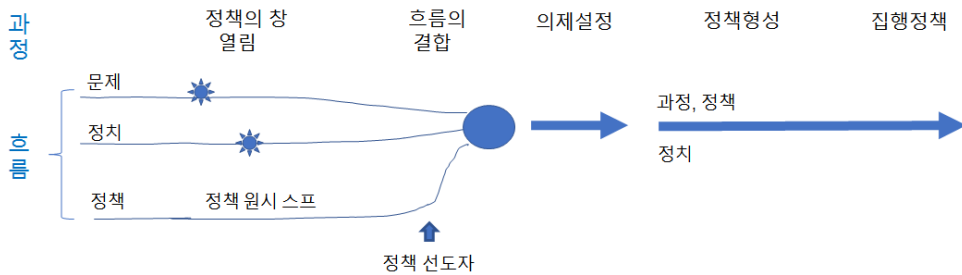 과정
정책의 창
열림
흐름의
결합
의제설정
정책형성
집행정책
흐름
문제
정치
정책
정책 원시 스프
정책 선도자
과정, 정책
정치